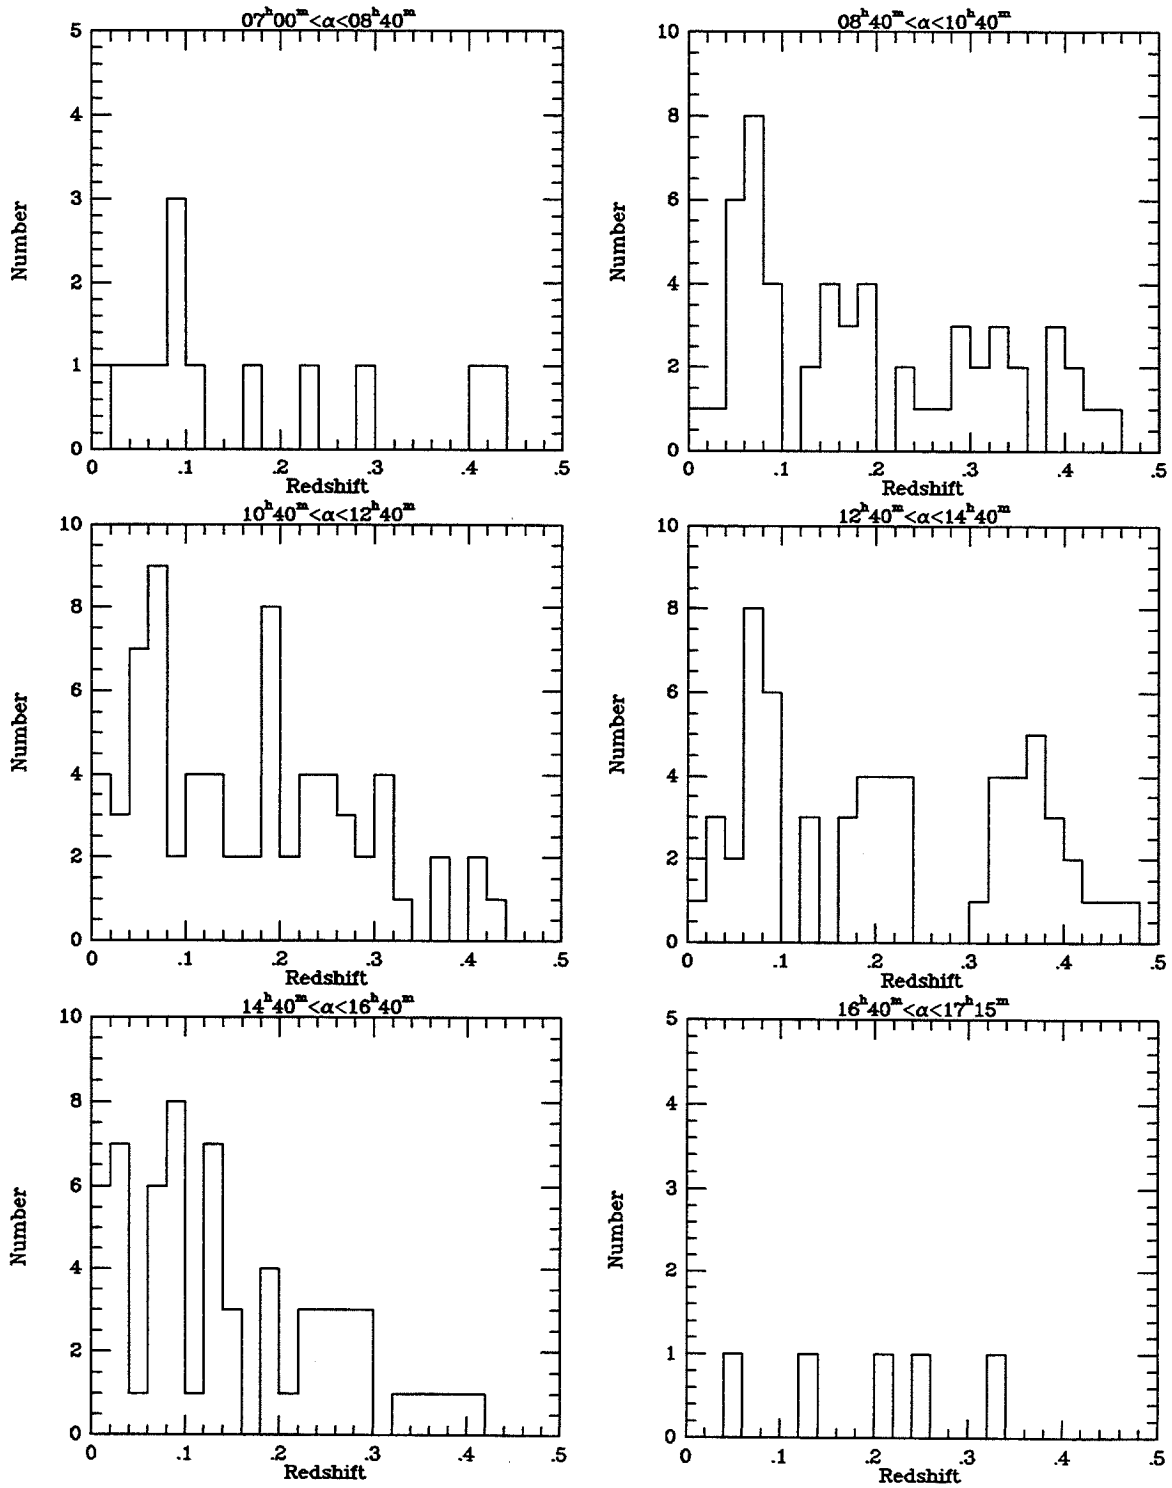 07ʰ00ᵐ<α<08ʰ40ᵐ
5
4
3
2
1
0
Number
0 .1 .2 .3 .4 .5
Redshift
08ʰ40ᵐ<α<10ʰ40ᵐ
10
8
6
4
2
0
Number
0 .1 .2 .3 .4 .5
Redshift
10ʰ40ᵐ<α<12ʰ40ᵐ
10
8
6
4
2
0
Number
0 .1 .2 .3 .4 .5
Redshift
12ʰ40ᵐ<α<14ʰ40ᵐ
10
8
6
4
2
0
Number
0 .1 .2 .3 .4 .5
Redshift
14ʰ40ᵐ<α<16ʰ40ᵐ
10
8
6
4
2
0
Number
0 .1 .2 .3 .4 .5
Redshift
16ʰ40ᵐ<α<17ʰ15ᵐ
5
4
3
2
1
0
Number
0 .1 .2 .3 .4 .5
Redshift